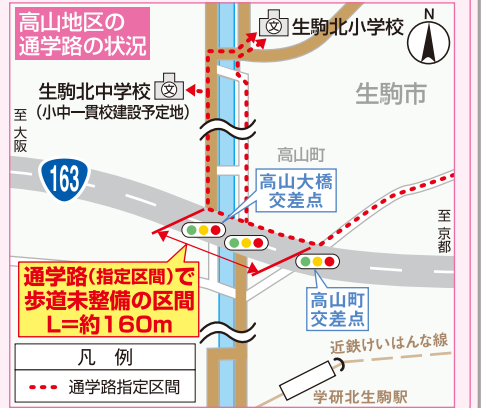 高山地区の
通学路の状況
文
生駒北小学校
N
生駒北中学校
(小中一貫校建設予定地)
文
生駒市
至大阪
163
高山町
高山大橋
交差点
至京都
通学路(指定区間)で
歩道未整備の区間
L=約160m
高山町
交差点
凡 例
通学路指定区間
近鉄けいはんな線
学研北生駒駅